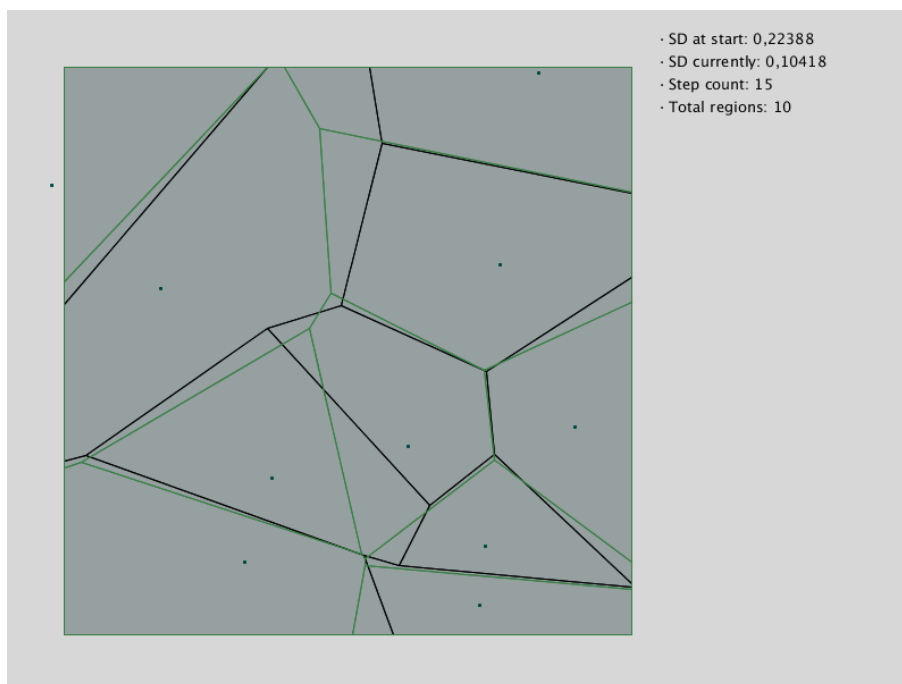 · SD at start: 0,22388
· SD currently: 0,10418
· Step count: 15
· Total regions: 10